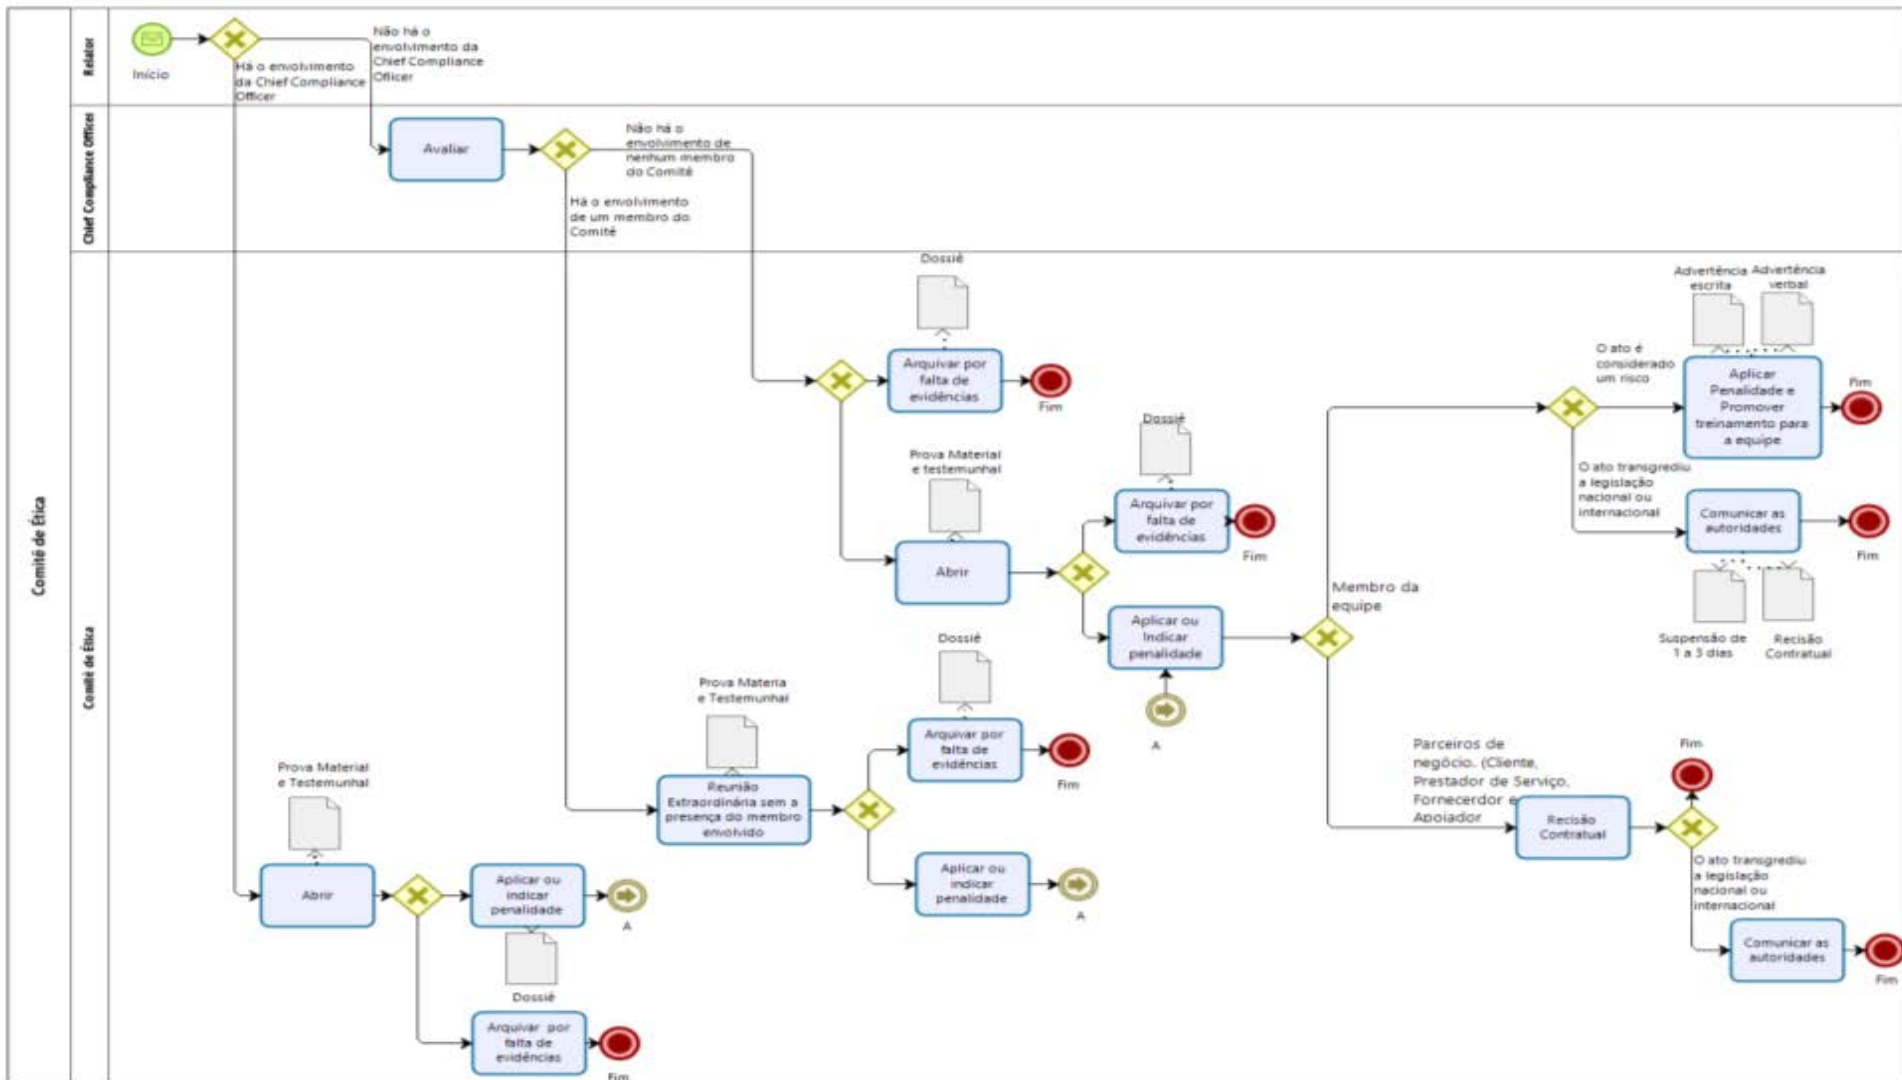 Comitê de Ética
Relator
Início
Há o envolvimento
da Chief Compliance
Officer
Não há o
envolvimento da
Chief Compliance
Oficer
Chief Compliance Officer
Avaliar
Não há o
envolvimento de
nenhum membro
do Comitê
Há o envolvimento
de um membro do
Comitê
Comitê de Ética
Dossiê
Arquivar por
falta de
evidências
Fim
Prova Material
e testemunhal
Abrir
Dossiê
Arquivar por
falta de
evidências
Fim
Aplicar ou
Indicar
penalidade
A
Membro da
equipe
O ato é
considerado
um risco
Advertência
escrita
Advertência
verbal
Aplicar
Penalidade e
Promover
treinamento para
a equipe
Fim
O ato transgrediu
a legislação
nacional ou
internacional
Comunicar as
autoridades
Fim
Suspensão de
1 a 3 dias
Recisão
Contratual
Parceiros de
negócio. (Cliente,
Prestador de Serviço,
Fornecerdor e
Apoiador
Recisão
Contratual
Fim
O ato transgrediu
a legislação
nacional ou
internacional
Comunicar as
autoridades
Fim
Prova Materia
e Testemunhal
Reunião
Extraordinária sem a
presença do membro
envolvido
Dossiê
Arquivar por
falta de
evidências
Fim
Aplicar ou
indicar
penalidade
A
Prova Material
e Testemunhal
Abrir
Aplicar ou
indicar
penalidade
A
Dossiê
Arquivar por
falta de
evidências
Fim